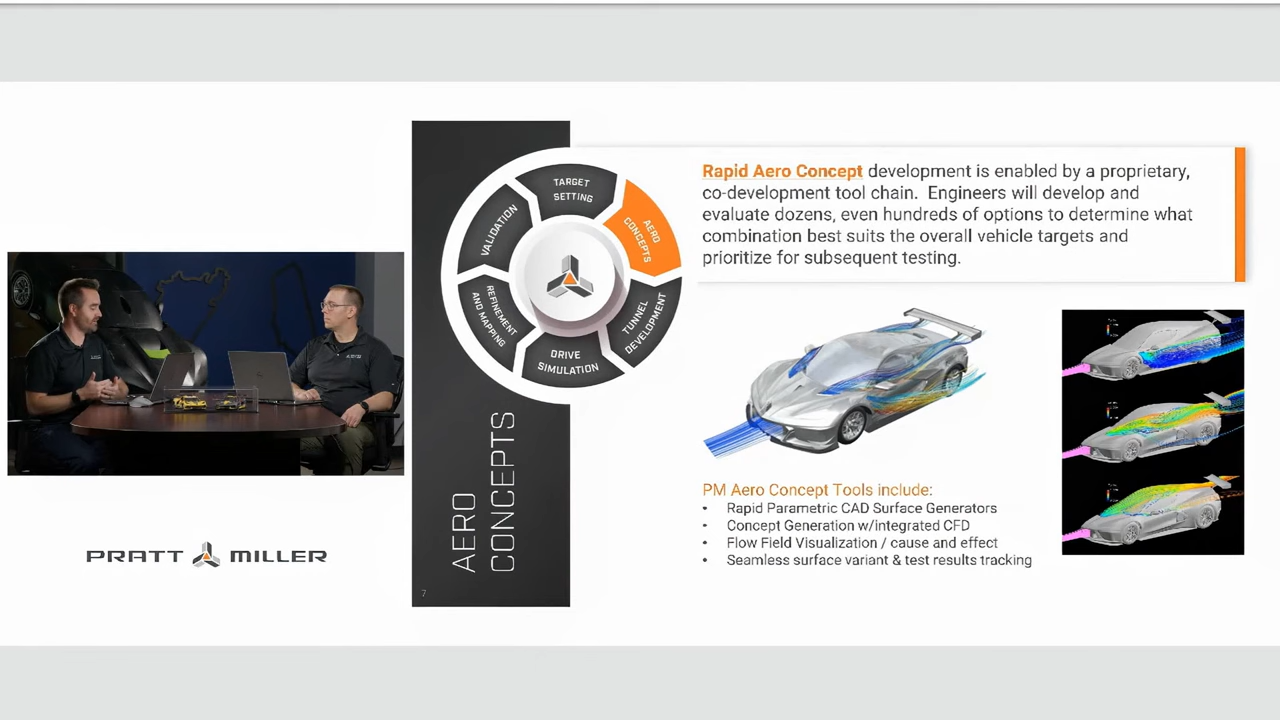 PRATT MILLER
TARGET
SETTING
AERO
CONCEPTS
TUNNEL
DEVELOPMENT
DRIVE
SIMULATION
REFINEMENT
AND MAPPING
VALIDATION
AERO
CONCEPTS
7
Rapid Aero Concept development is enabled by a proprietary,
co-development tool chain. Engineers will develop and
evaluate dozens, even hundreds of options to determine what
combination best suits the overall vehicle targets and
prioritize for subsequent testing.
PM Aero Concept Tools include:
• Rapid Parametric CAD Surface Generators
• Concept Generation w/integrated CFD
• Flow Field Visualization / cause and effect
• Seamless surface variant & test results tracking